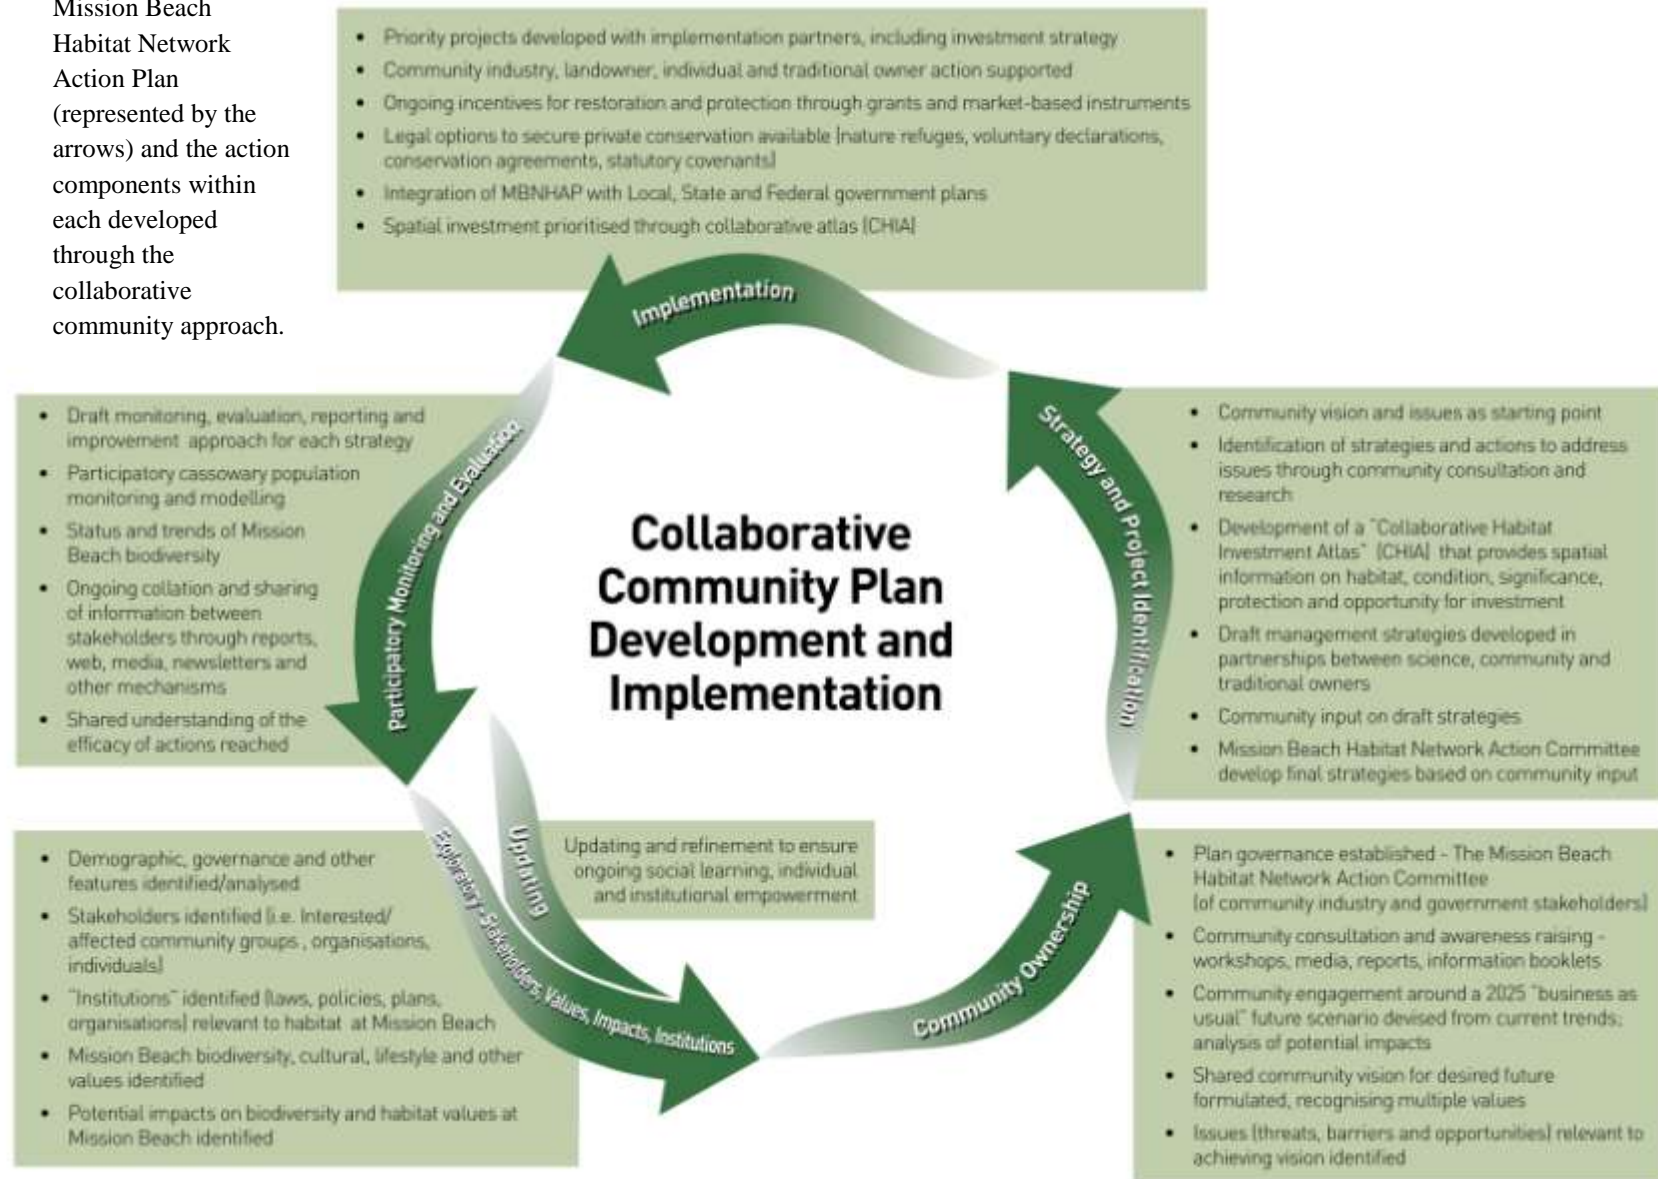 Mission Beach
Habitat Network
Action Plan
(represented by the
arrows) and the action
components within
each developed
through the
collaborative
community approach.
• Priority projects developed with implementation partners, including investment strategy
• Community industry, landowner, individual and traditional owner action supported
• Ongoing incentives for restoration and protection through grants and market-based instruments
• Legal options to secure private conservation available (nature refuges, voluntary declarations,
conservation agreements, statutory covenants)
• Integration of MBNHAP with Local, State and Federal government plans
• Spatial investment prioritised through collaborative atlas (CHIA)
Implementation
• Draft monitoring, evaluation, reporting and
improvement approach for each strategy
• Participatory cassowary population
monitoring and modelling
• Status and trends of Mission
Beach biodiversity
• Ongoing collation and sharing
of information between
stakeholders through reports,
web, media, newsletters and
other mechanisms
• Shared understanding of the
efficacy of actions reached
Participatory Monitoring and Evaluation
Collaborative
Community Plan
Development and
Implementation
Strategy and Project Identification
• Community vision and issues as starting point
• Identification of strategies and actions to address
issues through community consultation and
research
• Development of a "Collaborative Habitat
Investment Atlas" (CHIA) that provides spatial
information on habitat, condition, significance,
protection and opportunity for investment
• Draft management strategies developed in
partnerships between science, community and
traditional owners
• Community input on draft strategies
• Mission Beach Habitat Network Action Committee
develop final strategies based on community input
• Demographic, governance and other
features identified/analysed
• Stakeholders identified (i.e. Interested/
affected community groups , organisations,
individuals)
• "Institutions" identified (laws, policies, plans,
organisations) relevant to habitat at Mission Beach
• Mission Beach biodiversity, cultural, lifestyle and other
values identified
• Potential impacts on biodiversity and habitat values at
Mission Beach identified
Exploratory-Stakeholders, Values, Impacts, Institutions
Updating
Updating and refinement to ensure
ongoing social learning, individual
and institutional empowerment
Community Ownership
• Plan governance established - The Mission Beach
Habitat Network Action Committee
(of community industry and government stakeholders)
• Community consultation and awareness raising -
workshops, media, reports, information booklets
• Community engagement around a 2025 "business as
usual" future scenario devised from current trends;
analysis of potential impacts
• Shared community vision for desired future
formulated, recognising multiple values
• Issues (threats, barriers and opportunities) relevant to
achieving vision identified